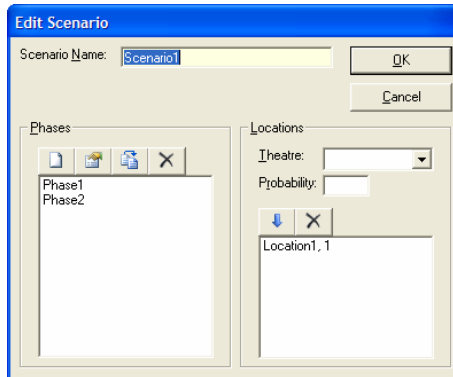 Edit Scenario
Scenario Name: Scenario1
OK
Cancel
Phases
Phase1
Phase2
Locations
Theatre:
Probability:
Location1, 1